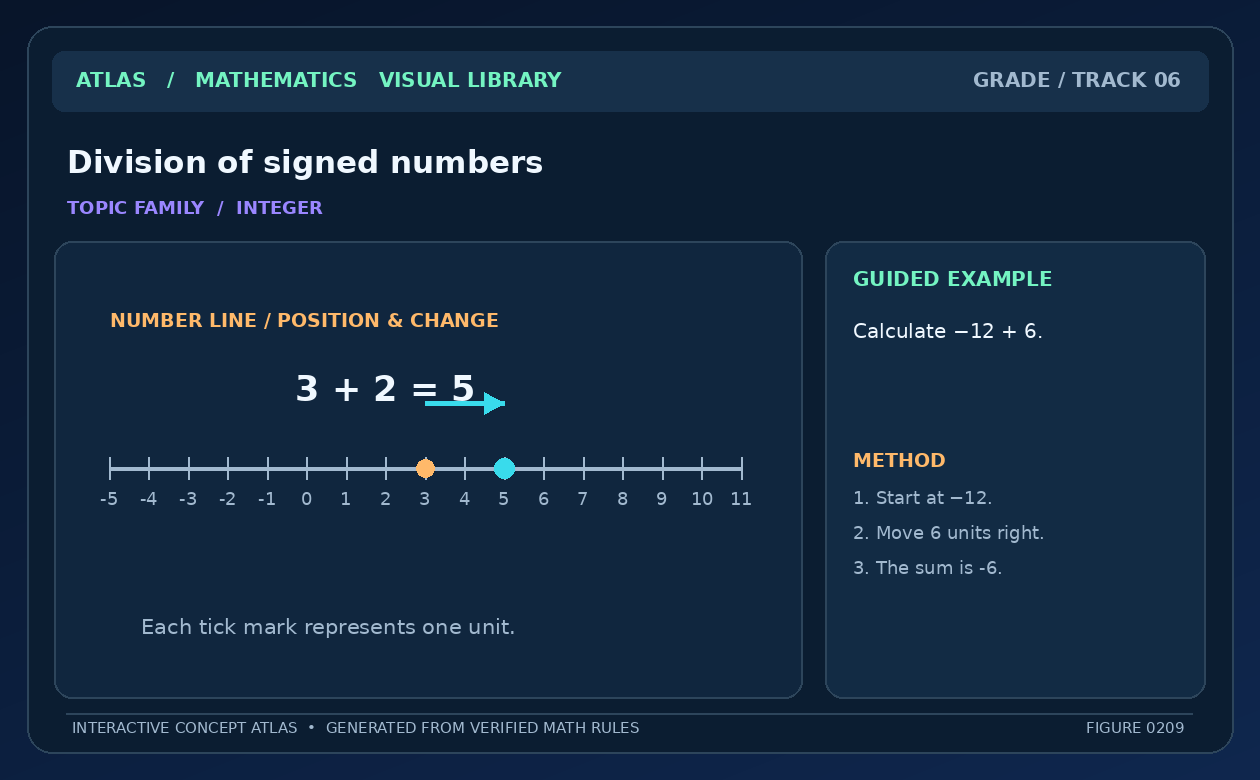 ATLAS / MATHEMATICS VISUAL LIBRARY
GRADE / TRACK 06
Division of signed numbers
TOPIC FAMILY / INTEGER
NUMBER LINE / POSITION & CHANGE
3 + 2 = 5
-5 -4 -3 -2 -1 0 1 2 3 4 5 6 7 8 9 10 11
Each tick mark represents one unit.
GUIDED EXAMPLE
Calculate −12 + 6.
METHOD
1. Start at −12.
2. Move 6 units right.
3. The sum is -6.
INTERACTIVE CONCEPT ATLAS • GENERATED FROM VERIFIED MATH RULES
FIGURE 0209